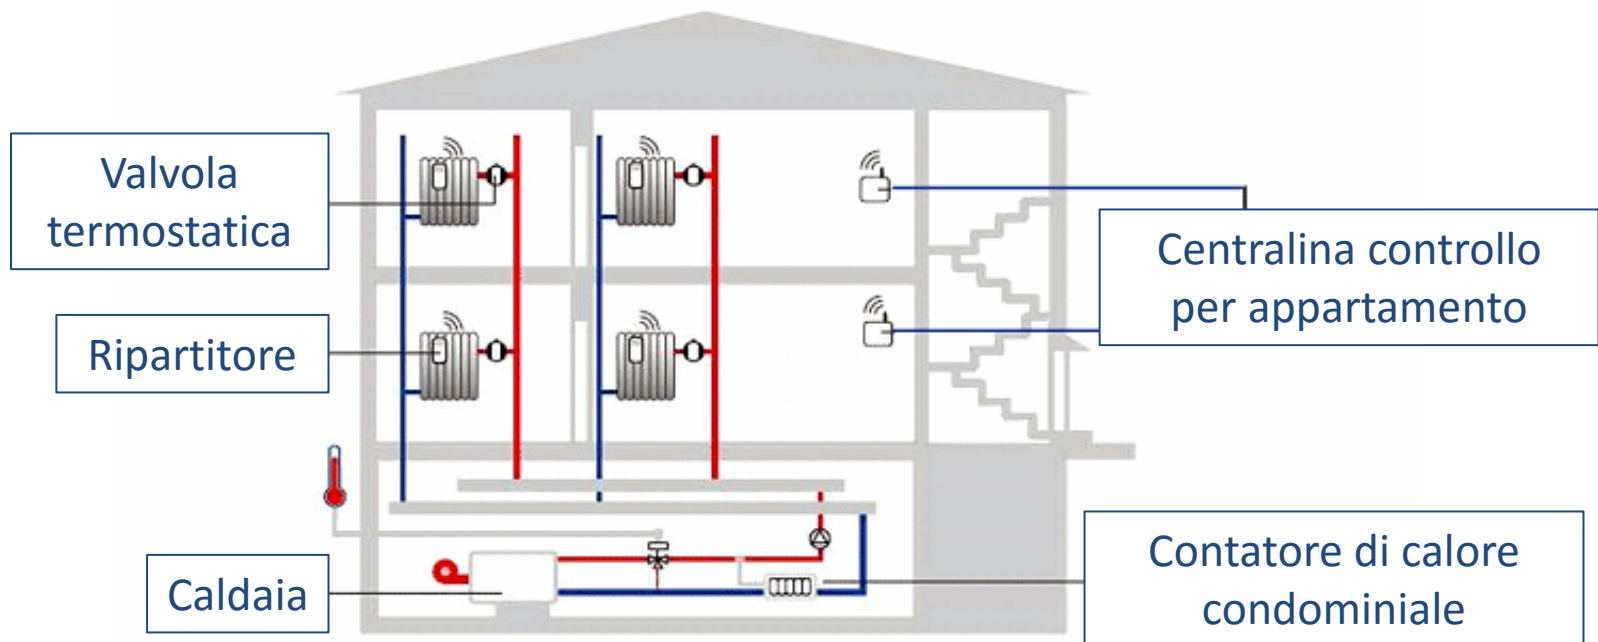 Valvola
termostatica
Ripartitore
Caldaia
Centralina controllo
per appartamento
Contatore di calore
condominiale